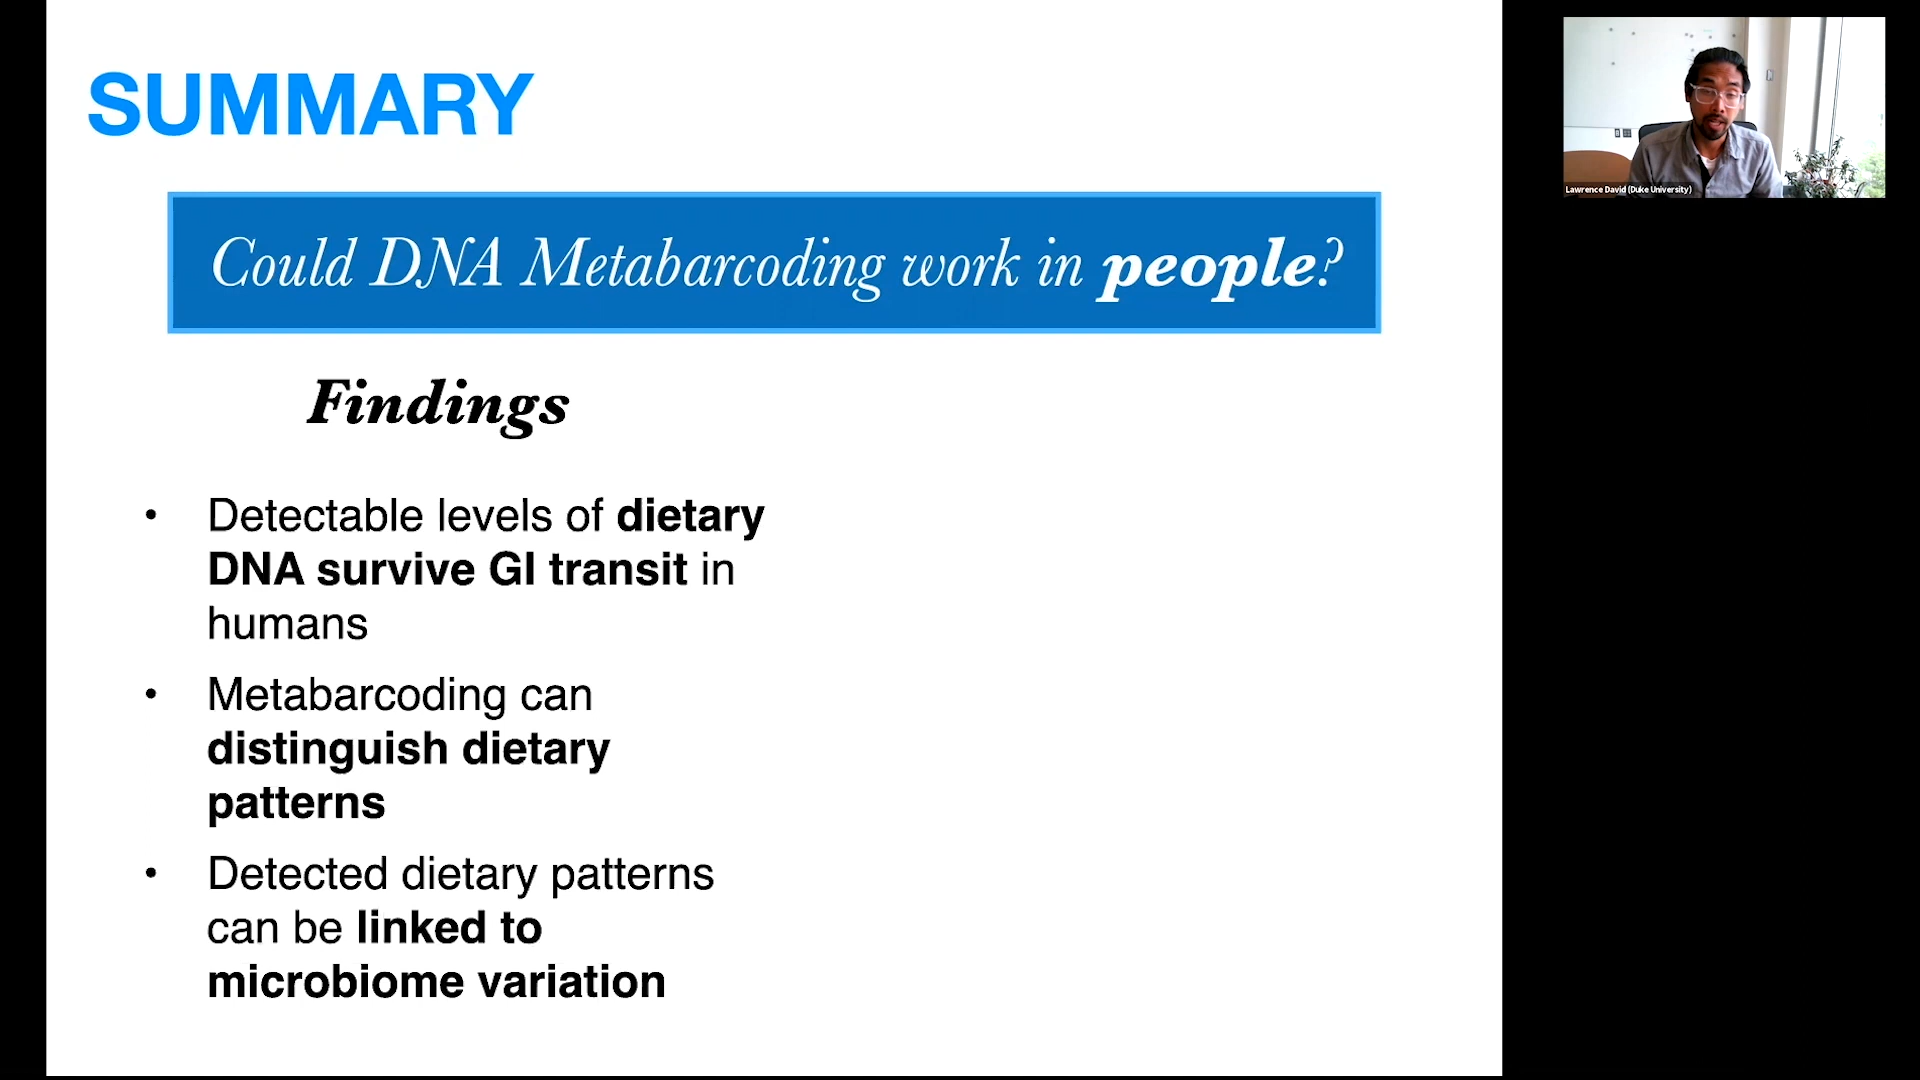 SUMMARY
Could DNA Metabarcoding work in people?
Findings
• Detectable levels of dietary
DNA survive GI transit in
humans
• Metabarcoding can
distinguish dietary
patterns
• Detected dietary patterns
can be linked to
microbiome variation
Lawrence David (Duke University)